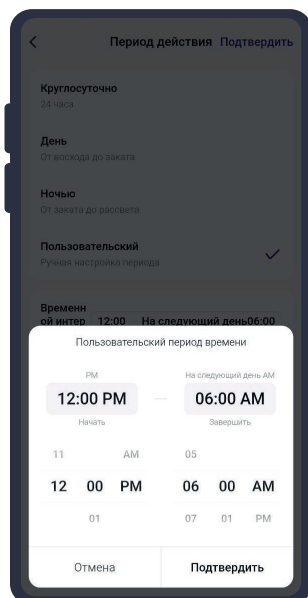 Период действия Подтвердить
Круглосуточно
24 часа
День
От восхода до заката
Ночью
От заката до рассвета
Пользовательский
Ручная настройка периода
Временн
ой интер 12:00 На следующий день06:00
Пользовательский период времени
PM На следующий день AM
12:00 PM — 06:00 AM
Начать Завершить
11 AM 05
12 00 PM 06 00 AM
01 07 01 PM
Отмена Подтвердить